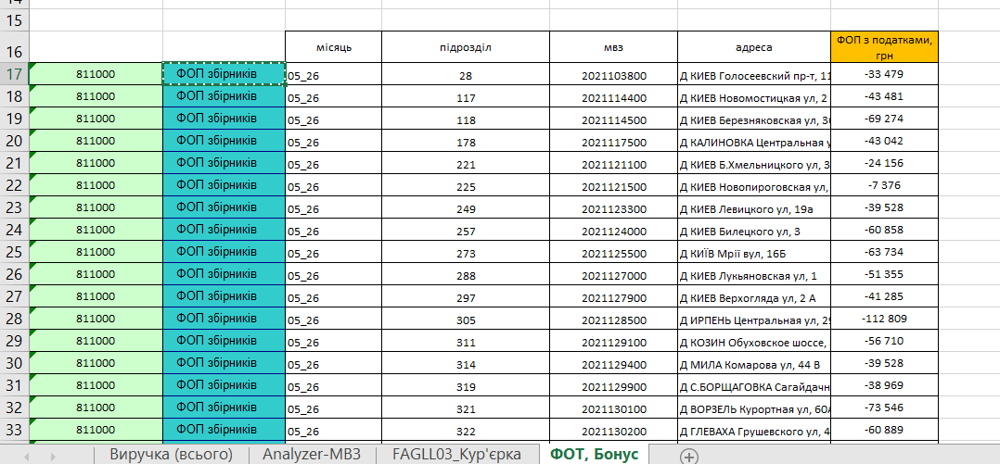 15
16 місяць підрозділ мвз адреса ФОП з податками, грн
17 811000 ФОП збірників 05_26 28 2021103800 Д КИЕВ Голосеевский пр-т, 11 -33 479
18 811000 ФОП збірників 05_26 117 2021114400 Д КИЕВ Новомостицкая ул, 2 -43 481
19 811000 ФОП збірників 05_26 118 2021114500 Д КИЕВ Березняковская ул, -69 274
20 811000 ФОП збірників 05_26 178 2021117500 Д КАЛИНОВКА Центральная -43 042
21 811000 ФОП збірників 05_26 221 2021121100 Д КИЕВ Б.Хмельницкого ул, 3 -24 156
22 811000 ФОП збірників 05_26 225 2021121500 Д КИЕВ Новопироговская ул, -7 376
23 811000 ФОП збірників 05_26 249 2021123300 Д КИЕВ Левицкого ул, 19а -39 528
24 811000 ФОП збірників 05_26 257 2021124000 Д КИЕВ Билецкого ул, 3 -60 858
25 811000 ФОП збірників 05_26 273 2021125500 Д КИЇВ Мрії вул, 16Б -63 734
26 811000 ФОП збірників 05_26 288 2021127000 Д КИЕВ Лукьяновская ул, 1 -51 355
27 811000 ФОП збірників 05_26 297 2021127900 Д КИЕВ Верхогляда ул, 2 А -41 285
28 811000 ФОП збірників 05_26 305 2021128500 Д ИРПЕНЬ Центральная ул, -112 809
29 811000 ФОП збірників 05_26 311 2021129100 Д КОЗИН Обуховское шоссе, -56 710
30 811000 ФОП збірників 05_26 314 2021129400 Д МИЛА Комарова ул, 44 В -39 528
31 811000 ФОП збірників 05_26 319 2021129900 Д С.БОРЩАГОВКА Сагайдачн -38 969
32 811000 ФОП збірників 05_26 321 2021130100 Д ВОРЗЕЛЬ Курортная ул, 60А -73 546
33 811000 ФОП збірників 05_26 322 2021130200 Д ГЛЕВАХА Грушевского ул, 4 -60 889
Виручка (всього) Analyzer-МВЗ FAGLL03_Кур'єрка ФОТ, Бонус